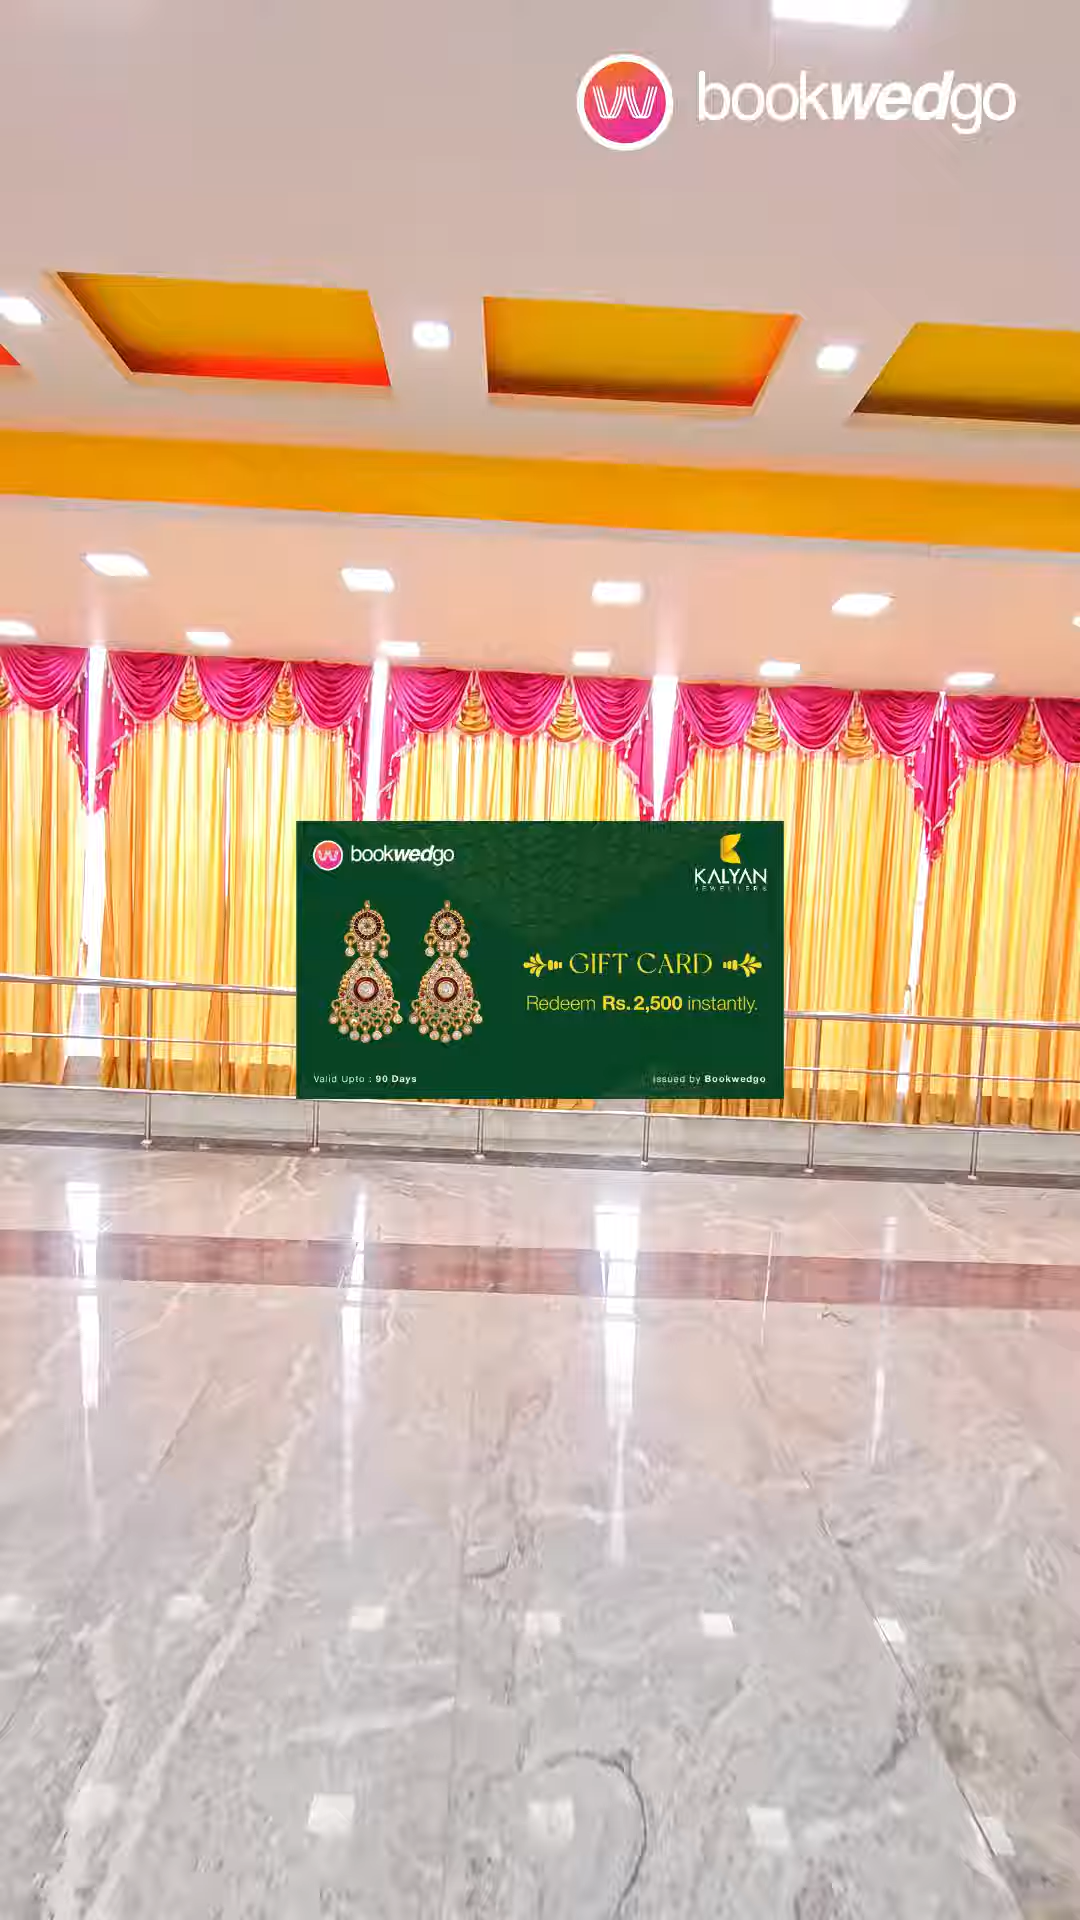 bookwedgo
bookwedgo
KALYAN
JEWELLERS
GIFT CARD
Redeem Rs. 2,500 instantly.
Valid Upto : 90 Days
Issued by Bookwedgo